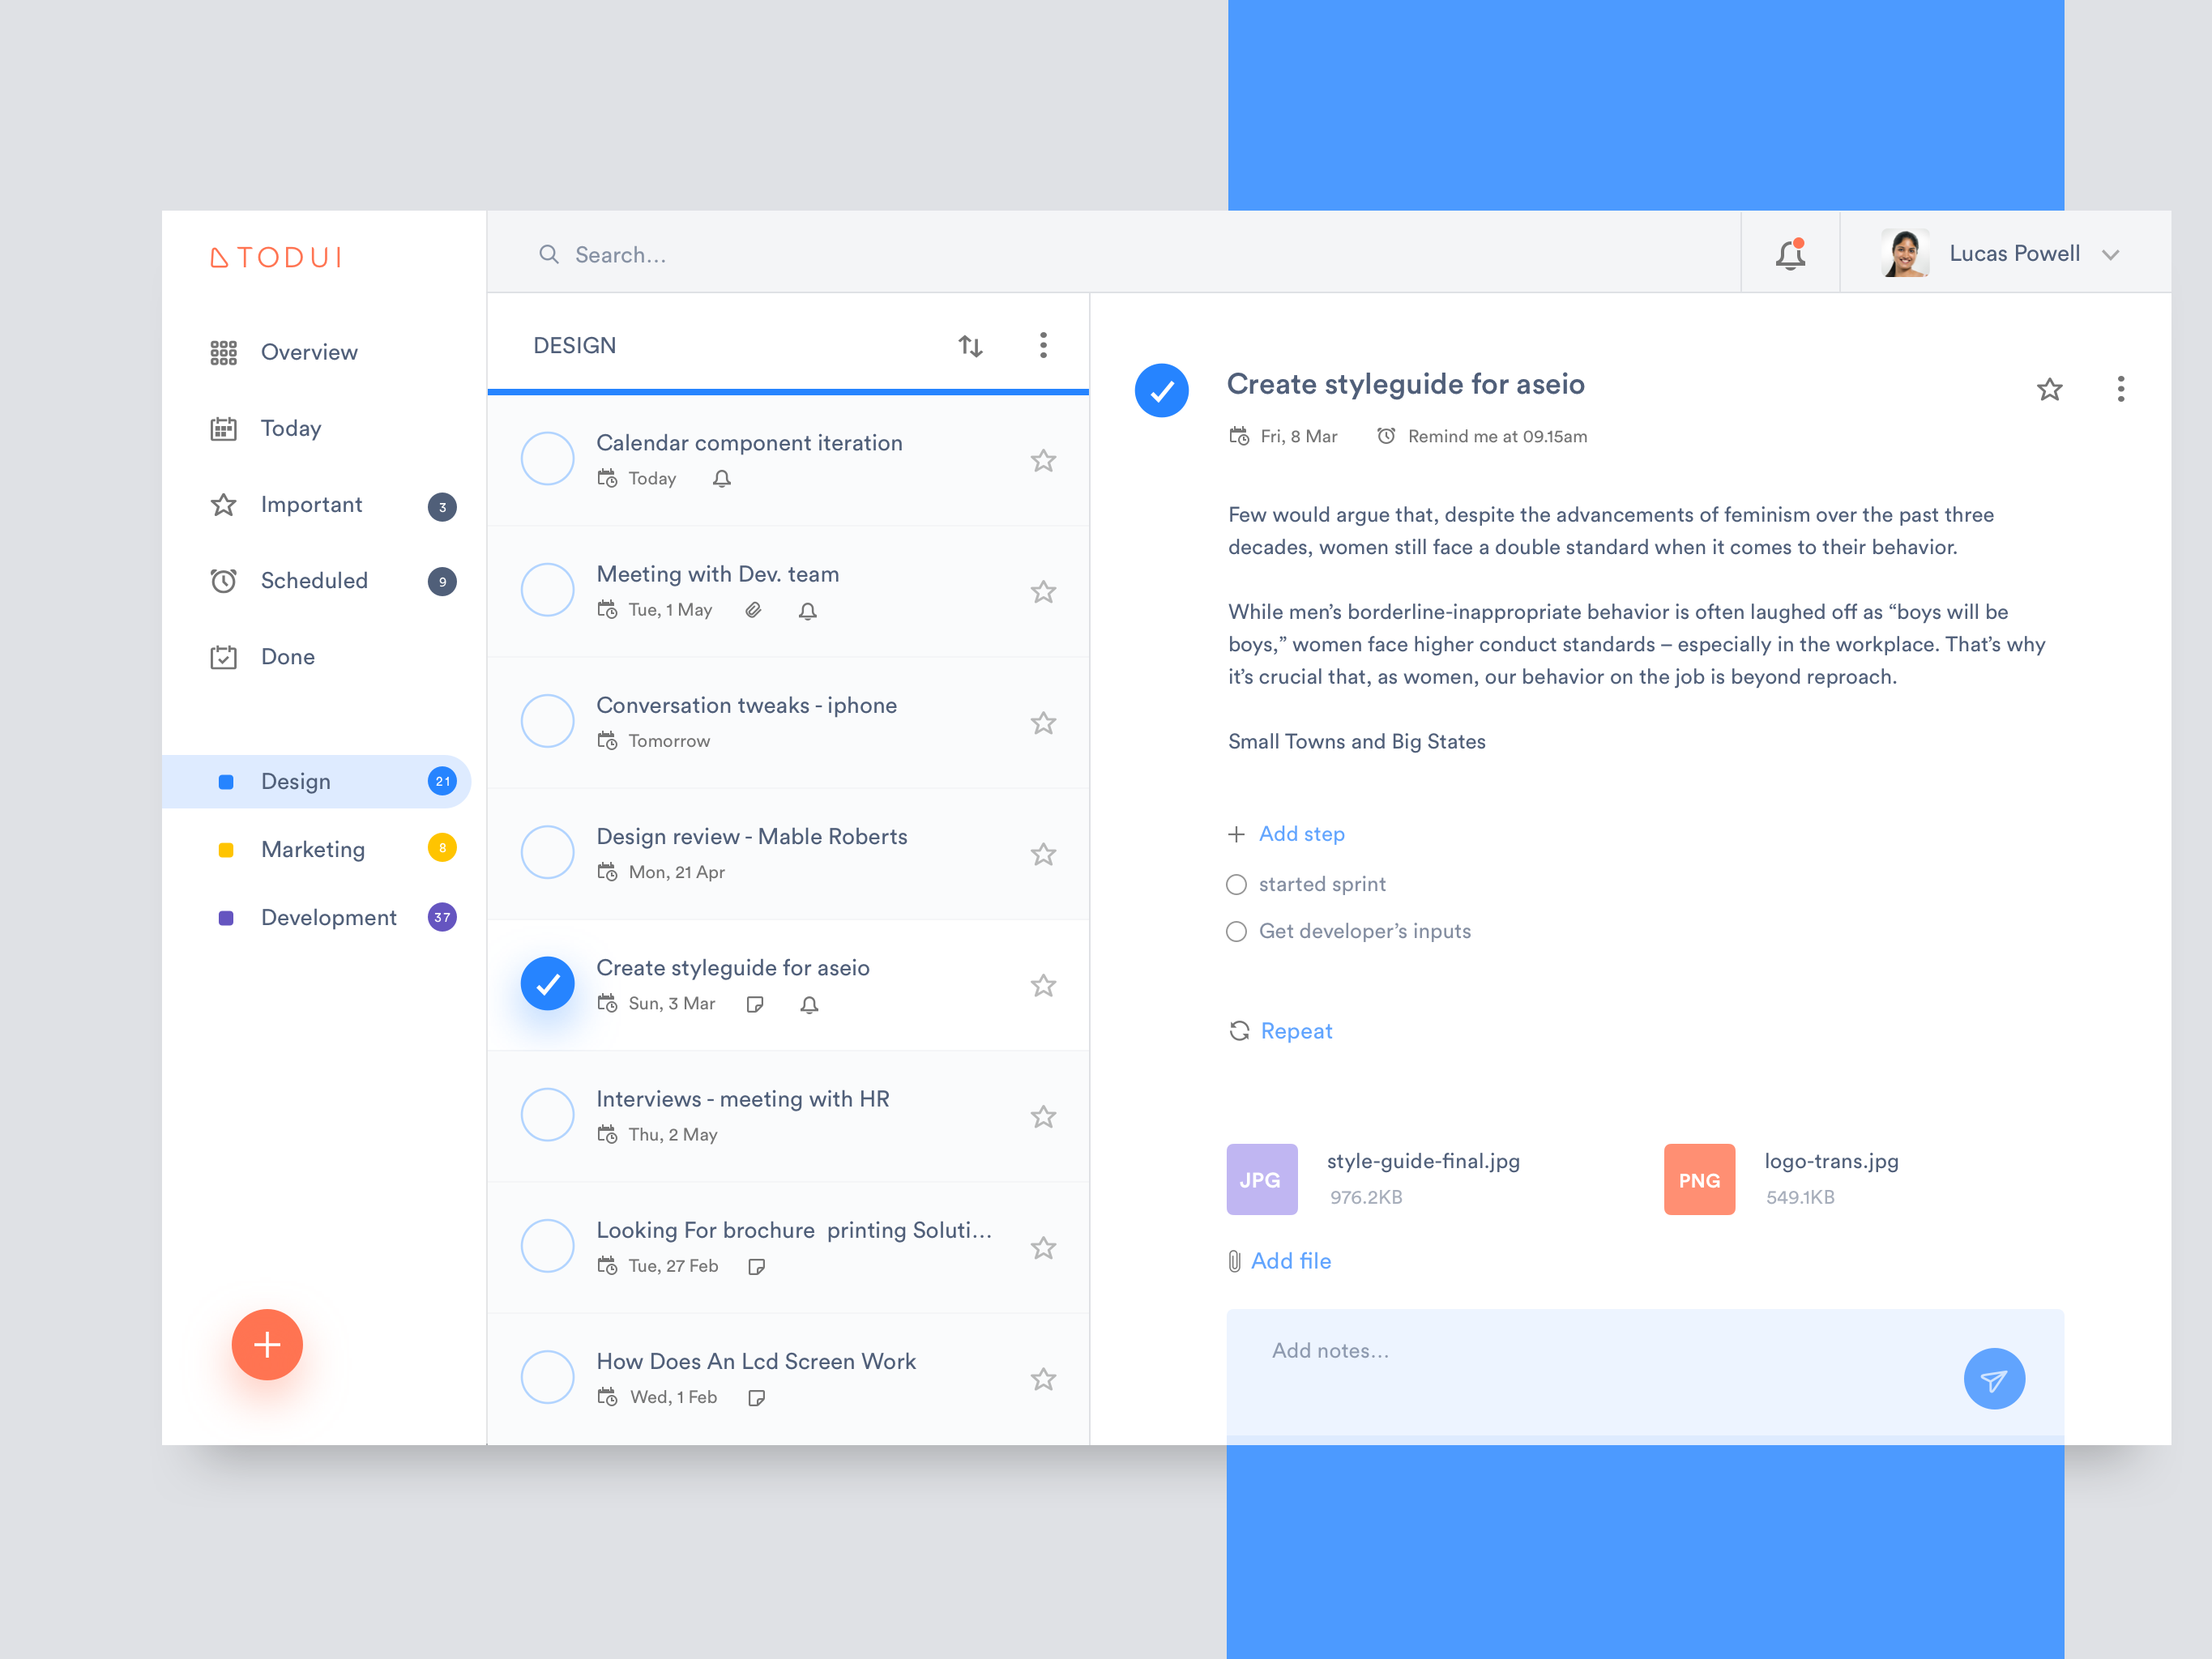 TODUI
Search...
Lucas Powell
Overview
Today
Important 3
Scheduled 9
Done
Design 21
Marketing 8
Development 37
DESIGN
Calendar component iteration
Today
Meeting with Dev. team
Tue, 1 May
Conversation tweaks - iphone
Tomorrow
Design review - Mable Roberts
Mon, 21 Apr
Create styleguide for aseio
Sun, 3 Mar
Interviews - meeting with HR
Thu, 2 May
Looking For brochure printing Soluti...
Tue, 27 Feb
How Does An Lcd Screen Work
Wed, 1 Feb
Create styleguide for aseio
Fri, 8 Mar Remind me at 09.15am
Few would argue that, despite the advancements of feminism over the past three
decades, women still face a double standard when it comes to their behavior.
While men’s borderline-inappropriate behavior is often laughed off as “boys will be
boys,” women face higher conduct standards – especially in the workplace. That’s why
it’s crucial that, as women, our behavior on the job is beyond reproach.
Small Towns and Big States
Add step
started sprint
Get developer’s inputs
Repeat
JPG
style-guide-final.jpg
976.2KB
PNG
logo-trans.jpg
549.1KB
Add file
Add notes...